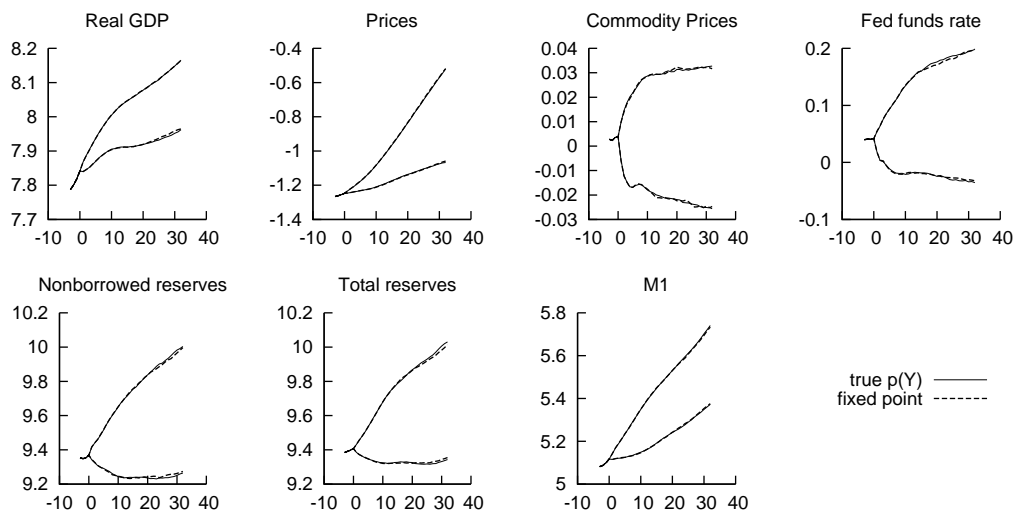 Real GDP
8.2
8.1
8
7.9
7.8
7.7
-10 0 10 20 30 40
Prices
-0.4
-0.6
-0.8
-1
-1.2
-1.4
-10 0 10 20 30 40
Commodity Prices
0.04
0.03
0.02
0.01
0
-0.01
-0.02
-0.03
-10 0 10 20 30 40
Fed funds rate
0.2
0.1
0
-0.1
-10 0 10 20 30 40
Nonborrowed reserves
10.2
10
9.8
9.6
9.4
9.2
-10 0 10 20 30 40
Total reserves
10.2
10
9.8
9.6
9.4
9.2
-10 0 10 20 30 40
M1
5.8
5.6
5.4
5.2
5
-10 0 10 20 30 40
true p(Y)
fixed point